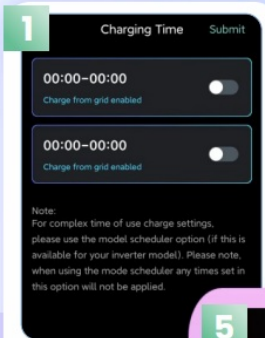 1
Charging Time Submit
00:00-00:00
Charge from grid enabled
00:00-00:00
Charge from grid enabled
Note:
For complex time of use charge settings,
please use the model scheduler option (if this is
available for your inverter model). Please note,
when using the mode scheduler any times set in
this option will not be applied.
5